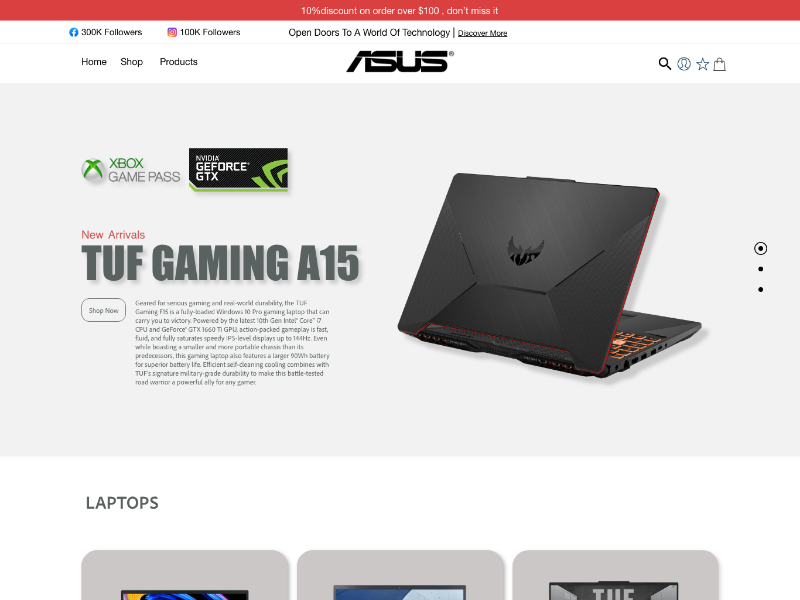 10%discount on order over $100 , don't miss it
300K Followers
100K Followers
Open Doors To A World Of Technology | Discover More
Home
Shop
Products
ASUS®
XBOX
GAME PASS
NVIDIA
GEFORCE®
GTX
New Arrivals
TUF GAMING A15
Shop Now
Geared for serious gaming and real-world durability, the TUF
Gaming F15 is a fully-loaded Windows 10 Pro gaming laptop that can
carry you to victory. Powered by the latest 10th Gen Intel® Core™ i7
CPU and GeForce® GTX 1660 Ti GPU, action-packed gameplay is fast,
fluid, and fully saturates speedy IPS-level displays up to 144Hz. Even
while boasting a smaller and more portable chassis than its
predecessors, this gaming laptop also features a larger 90Wh battery
for superior battery life. Efficient self-cleaning cooling combines with
TUF's signature military-grade durability to make this battle-tested
road warrior a powerful ally for any gamer.
TUF
LAPTOPS
TUF